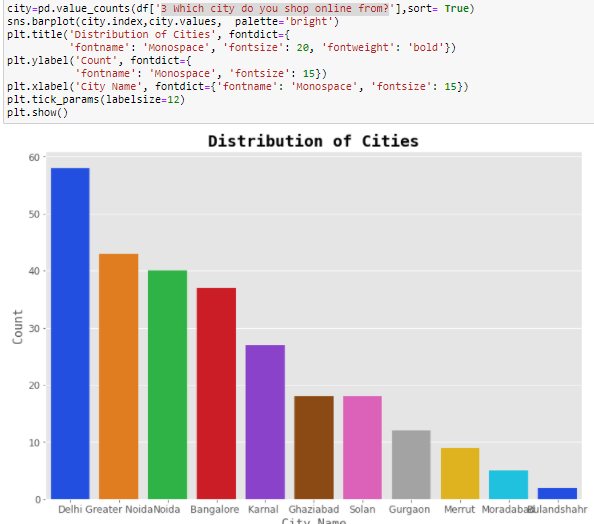 city=pd.value_counts(df['3 Which city do you shop online from?'],sort= True)
sns.barplot(city.index,city.values,  palette='bright')
plt.title('Distribution of Cities', fontdict={
          'fontname': 'Monospace', 'fontsize': 20, 'fontweight': 'bold'})
plt.ylabel('Count', fontdict={
           'fontname': 'Monospace', 'fontsize': 15})
plt.xlabel('City Name', fontdict={'fontname': 'Monospace', 'fontsize': 15})
plt.tick_params(labelsize=12)
plt.show()
Distribution of Cities
60
50
40
30
20
10
0
Count
Delhi Greater Noida Noida Bangalore Karnal Ghaziabad Solan Gurgaon Merrut Moradabad Bulandshahr
City Name